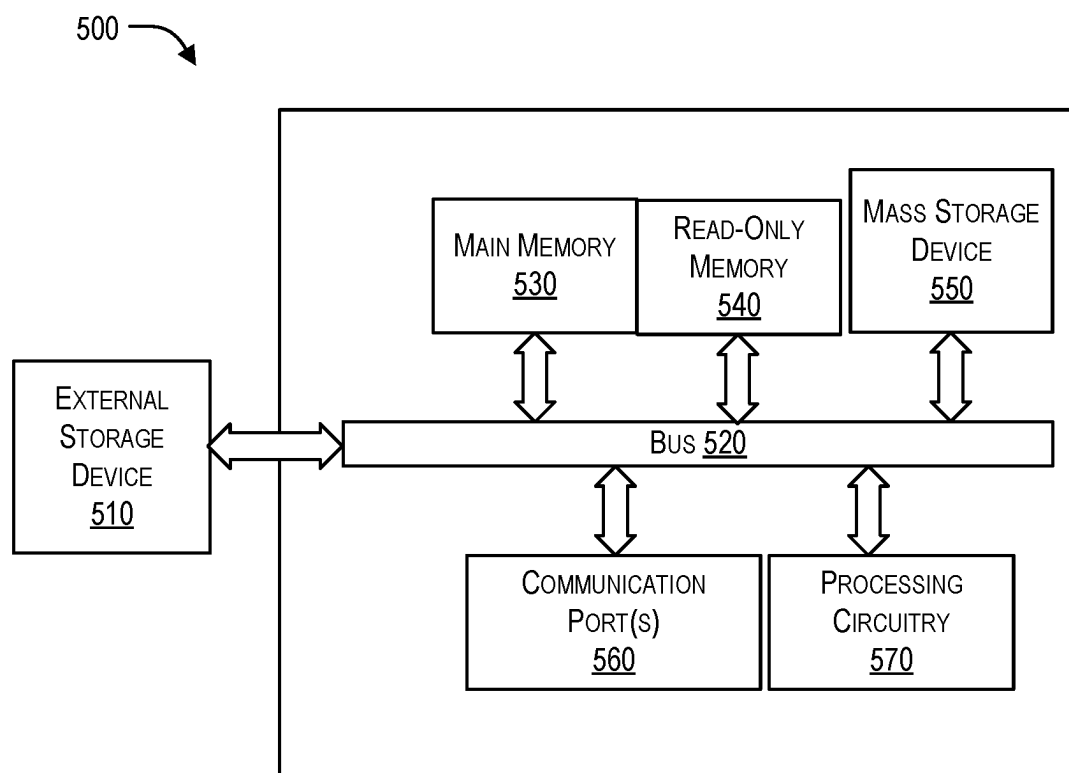 500
MAIN MEMORY
530
READ-ONLY
MEMORY
540
MASS STORAGE
DEVICE
550
EXTERNAL
STORAGE
DEVICE
510
BUS 520
COMMUNICATION
PORT(S)
560
PROCESSING
CIRCUITRY
570